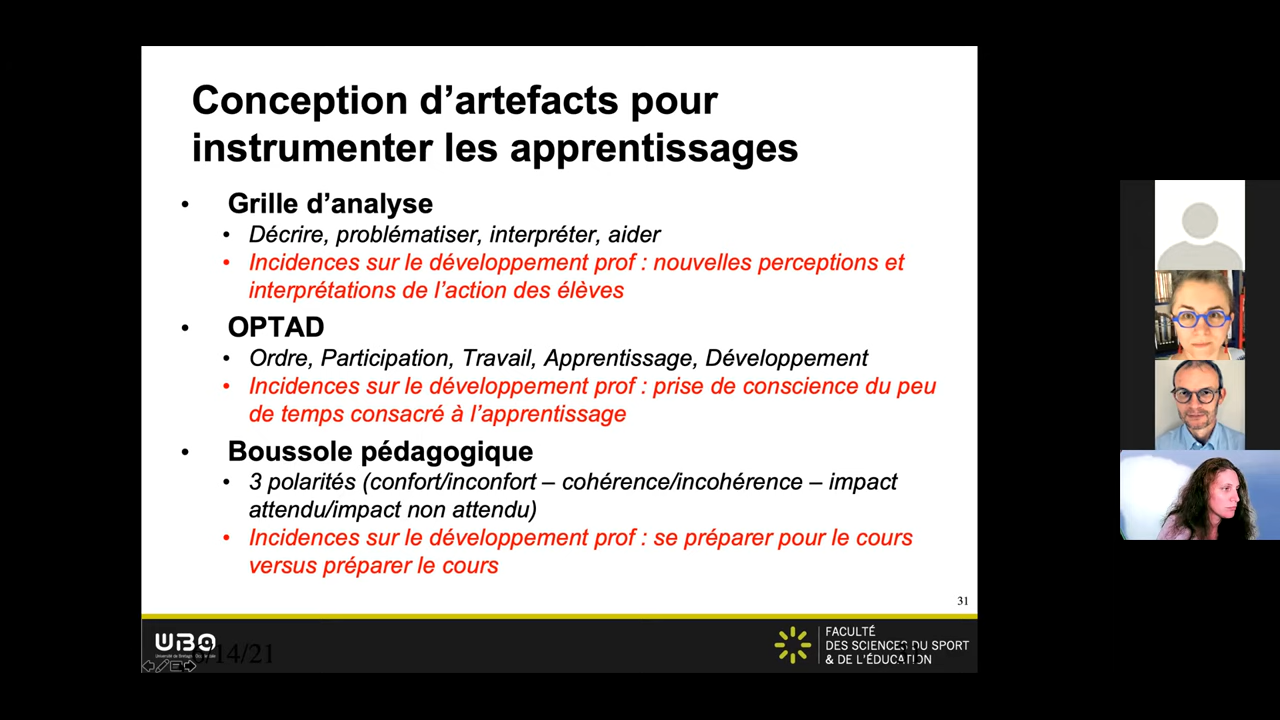 Conception d'artefacts pour
instrumenter les apprentissages
• Grille d'analyse
• Décrire, problématiser, interpréter, aider
• Incidences sur le développement prof : nouvelles perceptions et
interprétations de l'action des élèves
• OPTAD
• Ordre, Participation, Travail, Apprentissage, Développement
• Incidences sur le développement prof : prise de conscience du peu
de temps consacré à l'apprentissage
• Boussole pédagogique
• 3 polarités (confort/inconfort – cohérence/incohérence – impact
attendu/impact non attendu)
• Incidences sur le développement prof : se préparer pour le cours
versus préparer le cours
31
UBO
/14/21
FACULTÉ
DES SCIENCES DU SPORT
& DE L'ÉDUCATION